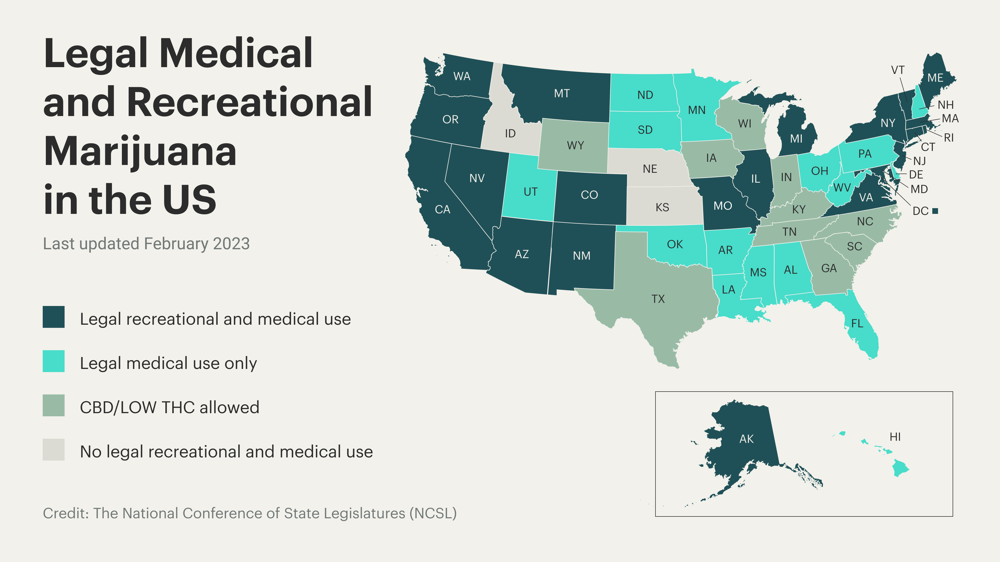 Legal Medical
and Recreational
Marijuana
in the US
Last updated February 2023
Legal recreational and medical use
Legal medical use only
CBD/LOW THC allowed
No legal recreational and medical use
Credit: The National Conference of State Legislatures (NCSL)
WA
OR
CA
NV
ID
MT
WY
UT
CO
AZ
NM
ND
SD
NE
KS
OK
TX
MN
IA
MO
AR
LA
WI
IL
MI
IN
OH
KY
TN
MS
AL
GA
FL
SC
NC
VA
WV
PA
NY
VT
ME
NH
MA
RI
CT
NJ
DE
MD
DC
AK
HI